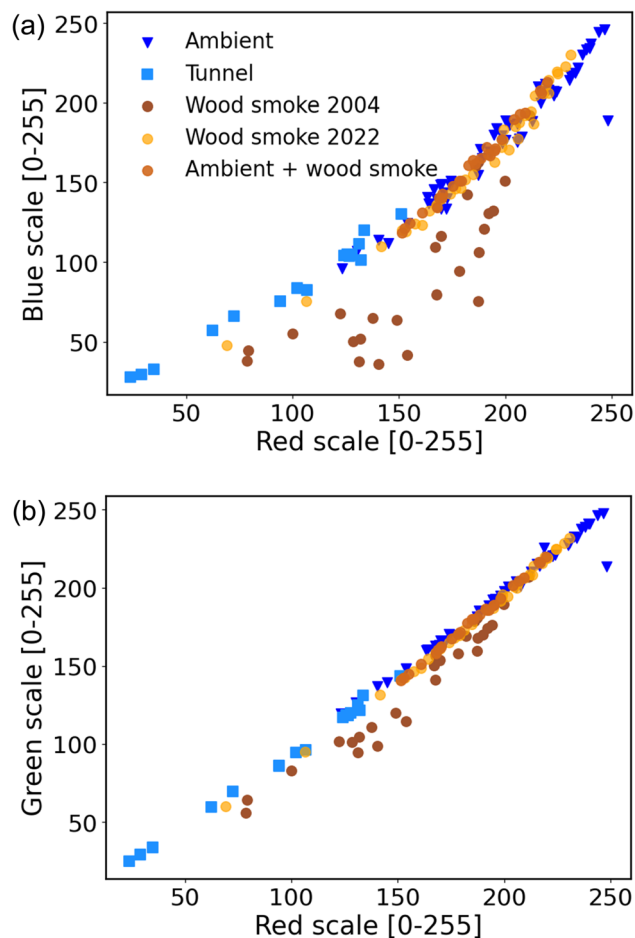 (a)
250
200
150
100
50
Blue scale [0-255]
Ambient
Tunnel
Wood smoke 2004
Wood smoke 2022
Ambient + wood smoke
50 100 150 200 250
Red scale [0-255]
(b)
250
200
150
100
50
Green scale [0-255]
50 100 150 200 250
Red scale [0-255]